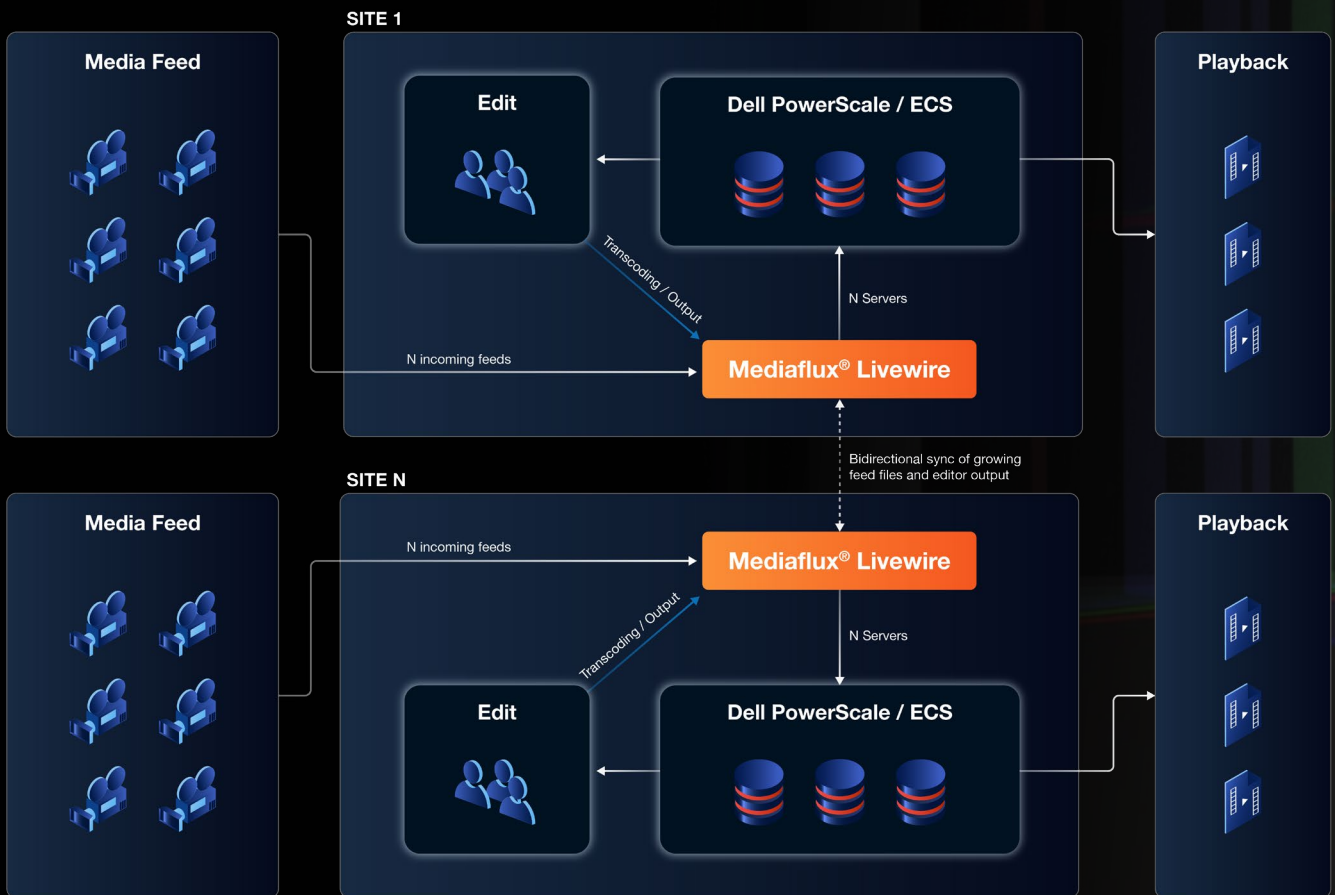 SITE 1
Media Feed
Edit
Dell PowerScale / ECS
Playback
Transcoding / Output
N Servers
N incoming feeds
Mediaflux® Livewire
Bidirectional sync of growing
feed files and editor output
SITE N
Media Feed
Playback
N incoming feeds
Mediaflux® Livewire
Transcoding / Output
N Servers
Edit
Dell PowerScale / ECS